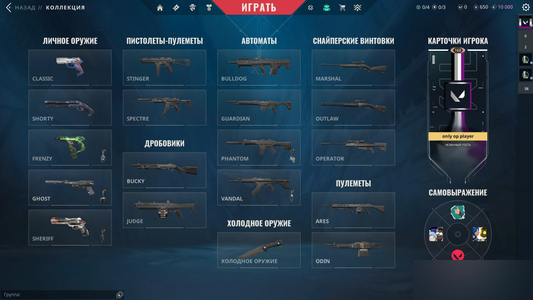 НАЗАД // КОЛЛЕКЦИЯ
ИГРАТЬ
0/4
0/3
0
650
10 000
ЛИЧНОЕ ОРУЖИЕ
ПИСТОЛЕТЫ-ПУЛЕМЕТЫ
АВТОМАТЫ
СНАЙПЕРСКИЕ ВИНТОВКИ
КАРТОЧКИ ИГРОКА
CLASSIC
STINGER
BULLDOG
MARSHAL
SHORTY
SPECTRE
GUARDIAN
OUTLAW
only op player
ДРОБОВИКИ
FRENZY
PHANTOM
OPERATOR
BUCKY
ПУЛЕМЕТЫ
САМОВЫРАЖЕНИЕ
GHOST
VANDAL
JUDGE
ARES
ХОЛОДНОЕ ОРУЖИЕ
SHERIFF
ХОЛОДНОЕ ОРУЖИЕ
ODIN
Группа: